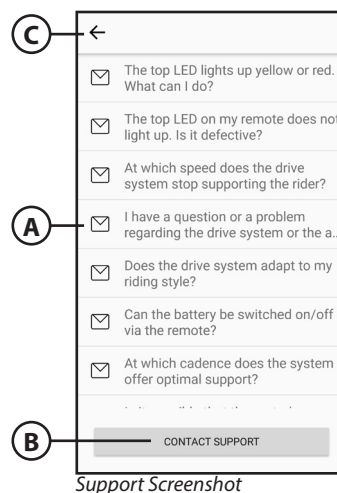 C
The top LED lights up yellow or red.
What can I do?
The top LED on my remote does not
light up. Is it defective?
At which speed does the drive
system stop supporting the rider?
A
I have a question or a problem
regarding the drive system or the a..
Does the drive system adapt to my
riding style?
Can the battery be switched on/off
via the remote?
At which cadence does the system
offer optimal support?
B
CONTACT SUPPORT
Support Screenshot